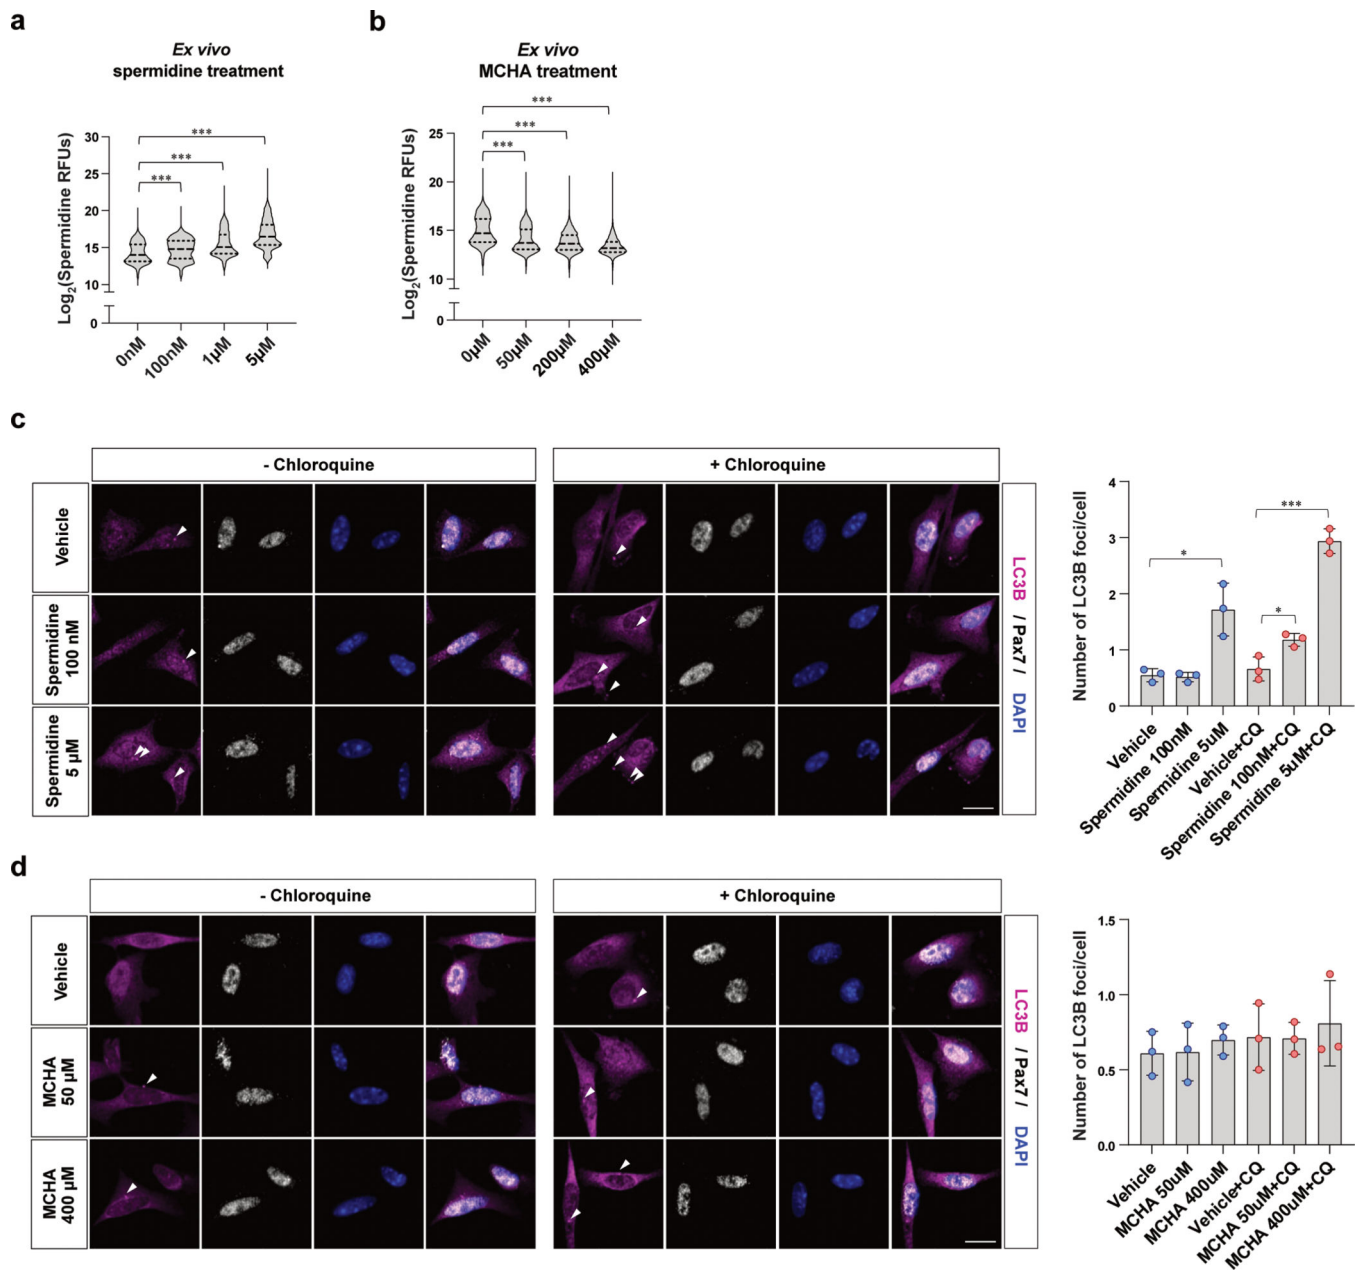 a
Ex vivo
spermidine treatment
Log2(Spermidine RFUs)
30
25
20
15
10
0
***
***
***
0nM
100nM
1µM
5µM
b
Ex vivo
MCHA treatment
Log2(Spermidine RFUs)
25
20
15
10
0
***
***
***
0µM
50µM
200µM
400µM
c
- Chloroquine
+ Chloroquine
Vehicle
Spermidine
100 nM
Spermidine
5 µM
LC3B / Pax7 / DAPI
Number of LC3B foci/cell
4
3
2
1
0
*
*
***
Vehicle
Spermidine 100nM
Spermidine 5uM
Vehicle+CQ
Spermidine 100nM+CQ
Spermidine 5uM+CQ
d
- Chloroquine
+ Chloroquine
Vehicle
MCHA
50 µM
MCHA
400 µM
LC3B / Pax7 / DAPI
Number of LC3B foci/cell
1.5
1.0
0.5
0.0
Vehicle
MCHA 50uM
MCHA 400uM
Vehicle+CQ
MCHA 50uM+CQ
MCHA 400uM+CQ